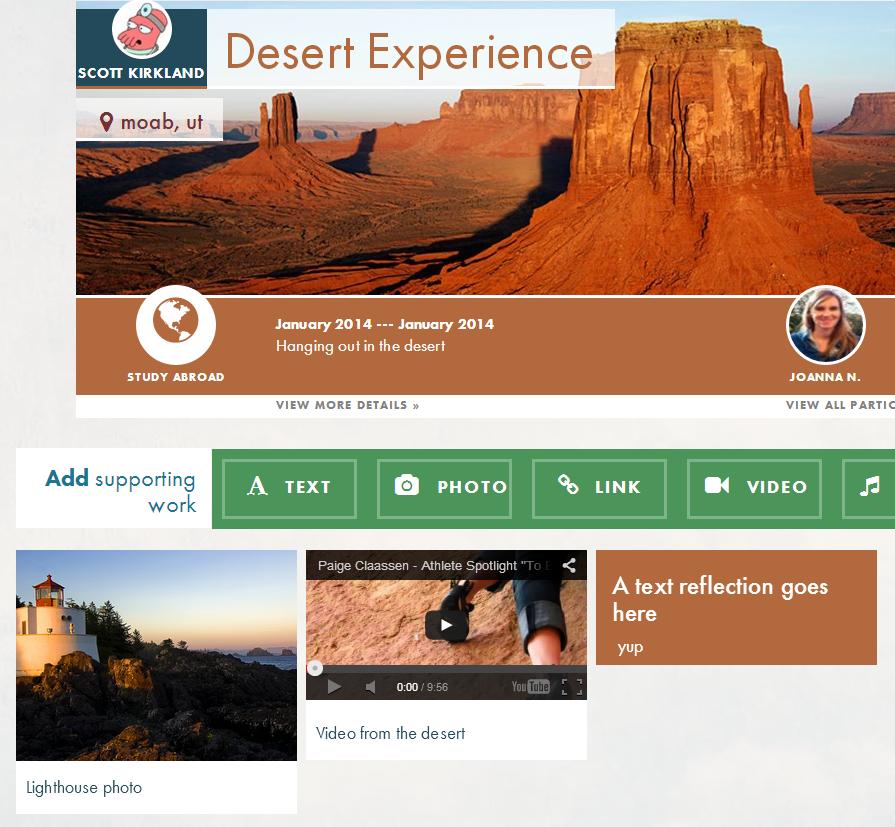 SCOTT KIRKLAND
Desert Experience
moab, ut
January 2014 --- January 2014
Hanging out in the desert
STUDY ABROAD
JOANNA N.
VIEW MORE DETAILS »
VIEW ALL PARTIC
Add supporting
work
TEXT
PHOTO
LINK
VIDEO
Paige Claassen - Athlete Spotlight "To
0:00 / 9:56
YouTube
A text reflection goes
here
yup
Video from the desert
Lighthouse photo